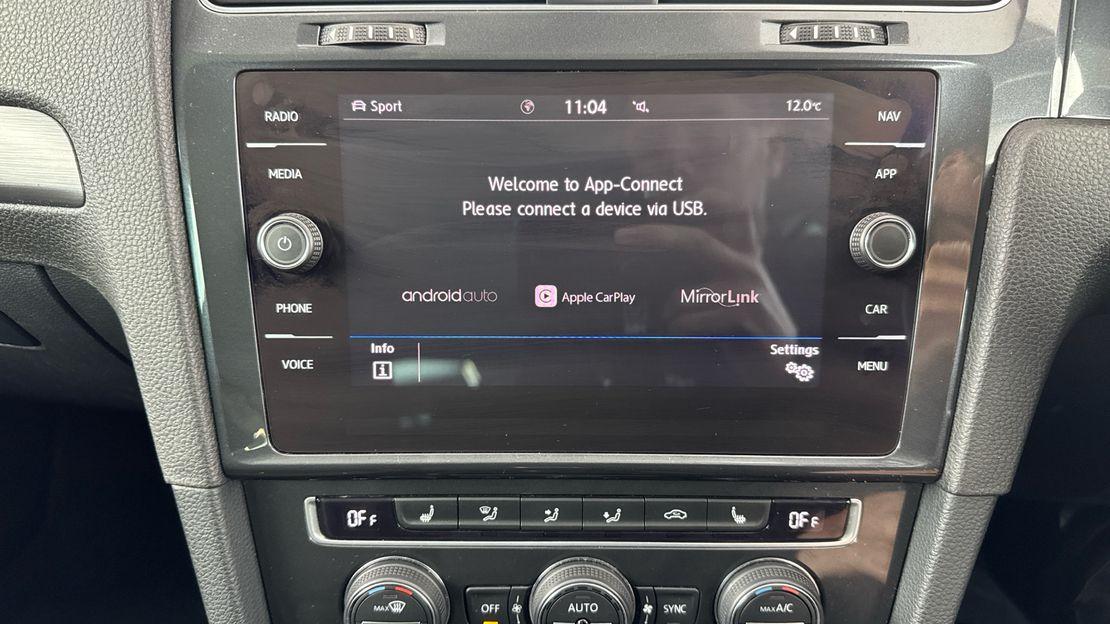 Sport
11:04
12.0°C
RADIO
NAV
MEDIA
APP
Welcome to App-Connect
Please connect a device via USB.
androidauto
Apple CarPlay
MirrorLink
PHONE
CAR
Info
Settings
VOICE
MENU
OFF
OFF
MAX
OFF
AUTO
SYNC
MAX A/C